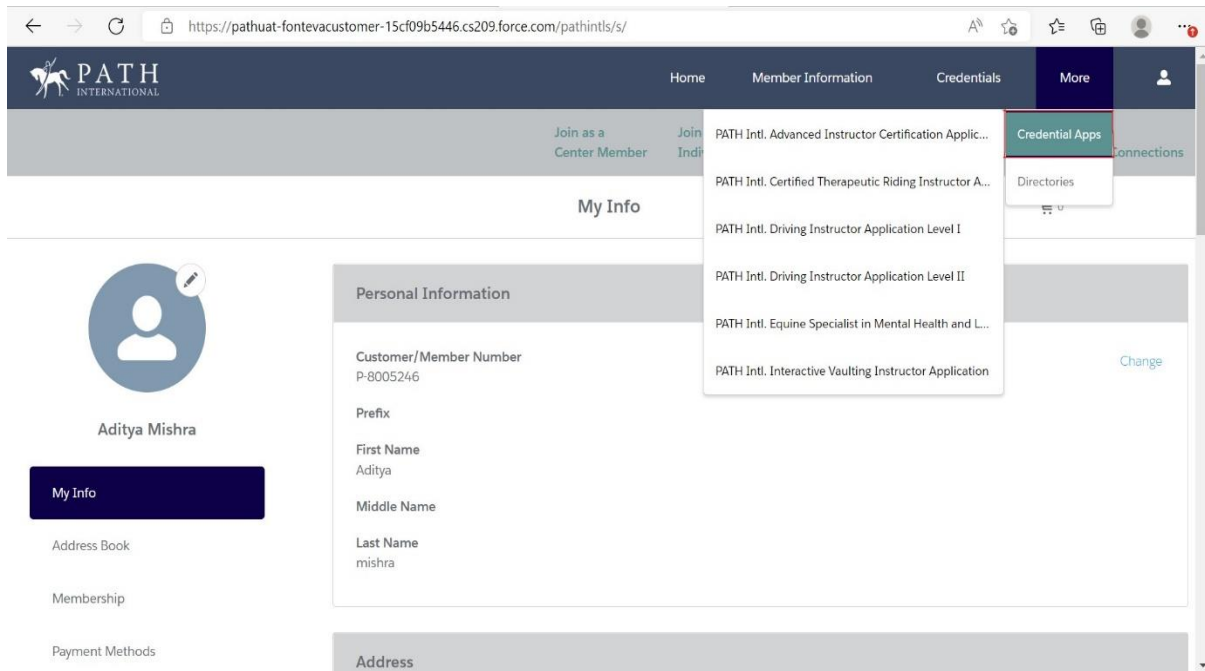 https://pathuat-fontevacustomer-15cf09b5446.cs209.force.com/pathintls/s/
PATH
INTERNATIONAL
Home Member Information Credentials More
Join as a
Center Member
Join
Connections
PATH Intl. Advanced Instructor Certification Applic...
Credential Apps
PATH Intl. Certified Therapeutic Riding Instructor A...
Directories
PATH Intl. Driving Instructor Application Level I
PATH Intl. Driving Instructor Application Level II
PATH Intl. Equine Specialist in Mental Health and L...
PATH Intl. Interactive Vaulting Instructor Application
My Info
0
Aditya Mishra
My Info
Address Book
Membership
Payment Methods
Personal Information
Customer/Member Number
P-8005246
Change
Prefix
First Name
Aditya
Middle Name
Last Name
mishra
Address